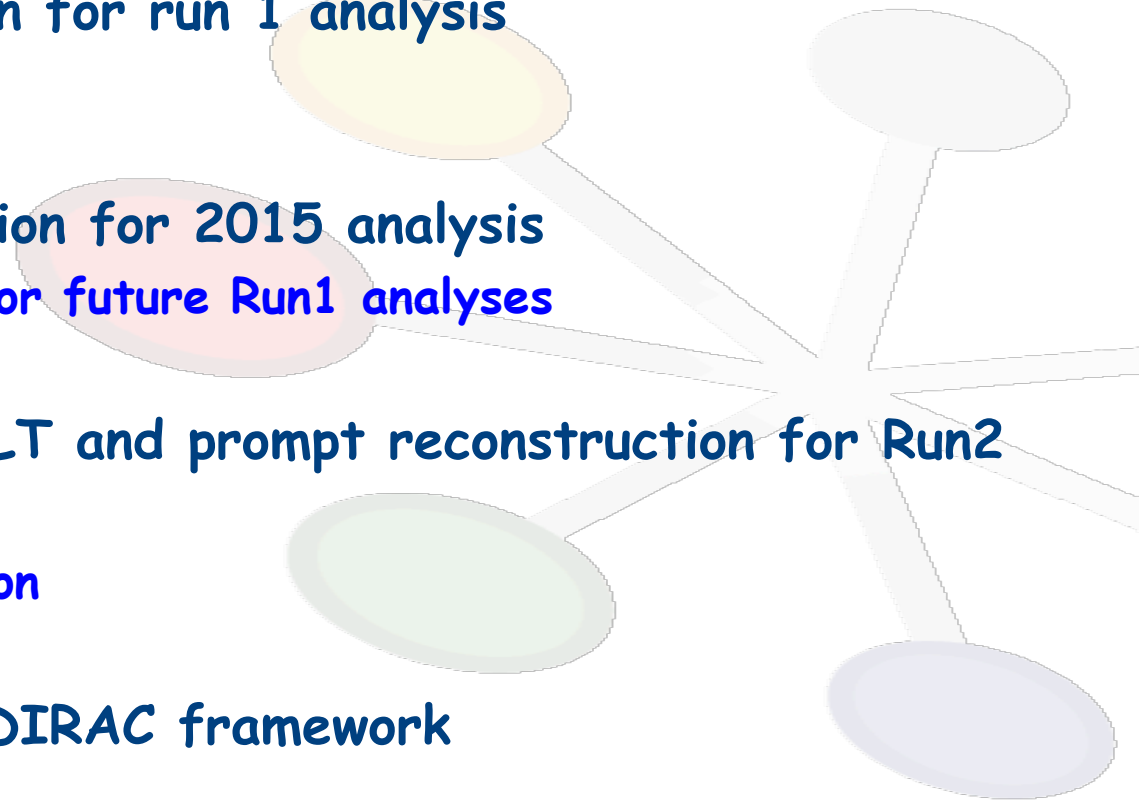 n for run 1 analysis
ion for 2015 analysis
or future Run1 analyses
LT and prompt reconstruction for Run2
on
DIRAC framework